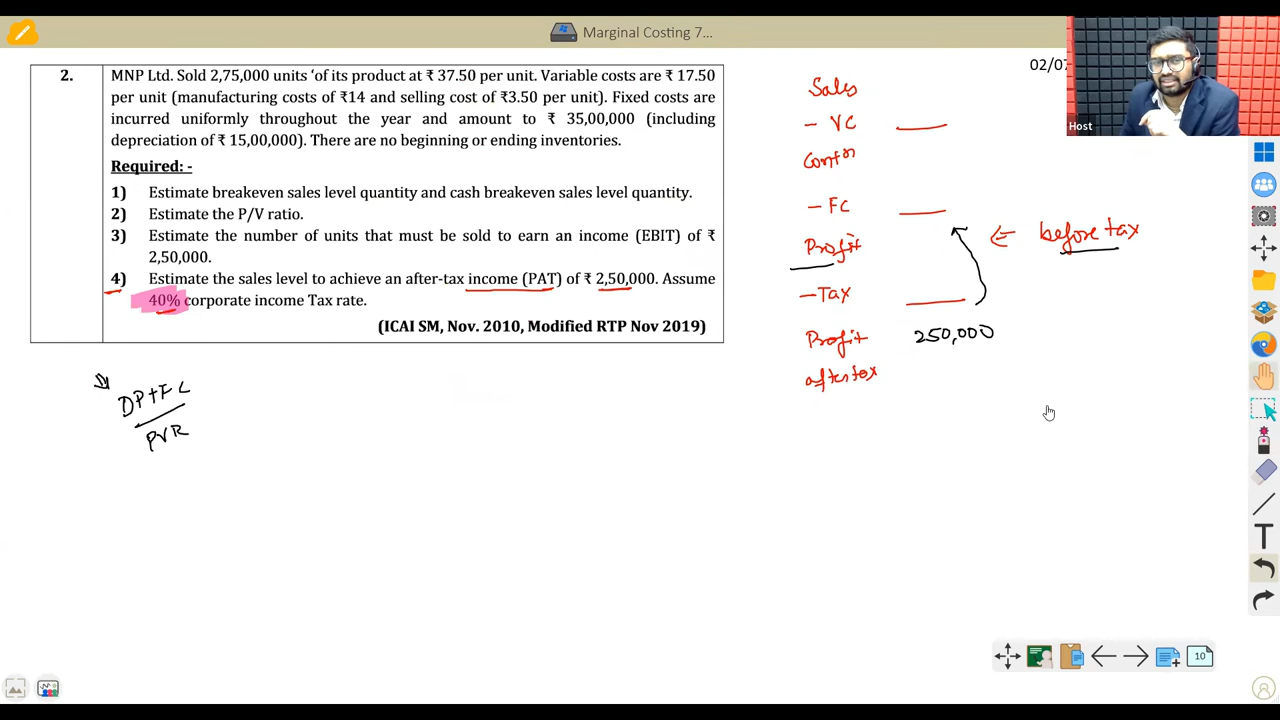 Marginal Costing 7...
02/07
2.
MNP Ltd. Sold 2,75,000 units ‘of its product at ₹ 37.50 per unit. Variable costs are ₹ 17.50
per unit (manufacturing costs of ₹14 and selling cost of ₹3.50 per unit). Fixed costs are
incurred uniformly throughout the year and amount to ₹ 35,00,000 (including
depreciation of ₹ 15,00,000). There are no beginning or ending inventories.
Required: -
1) Estimate breakeven sales level quantity and cash breakeven sales level quantity.
2) Estimate the P/V ratio.
3) Estimate the number of units that must be sold to earn an income (EBIT) of ₹
2,50,000.
4) Estimate the sales level to achieve an after-tax income (PAT) of ₹ 2,50,000. Assume
40% corporate income Tax rate.
(ICAI SM, Nov. 2010, Modified RTP Nov 2019)
DP+FC
PVR
Sales
- VC
Contn
- FC
Profit
before tax
-Tax
Profit 250,000
after tax
Host
10